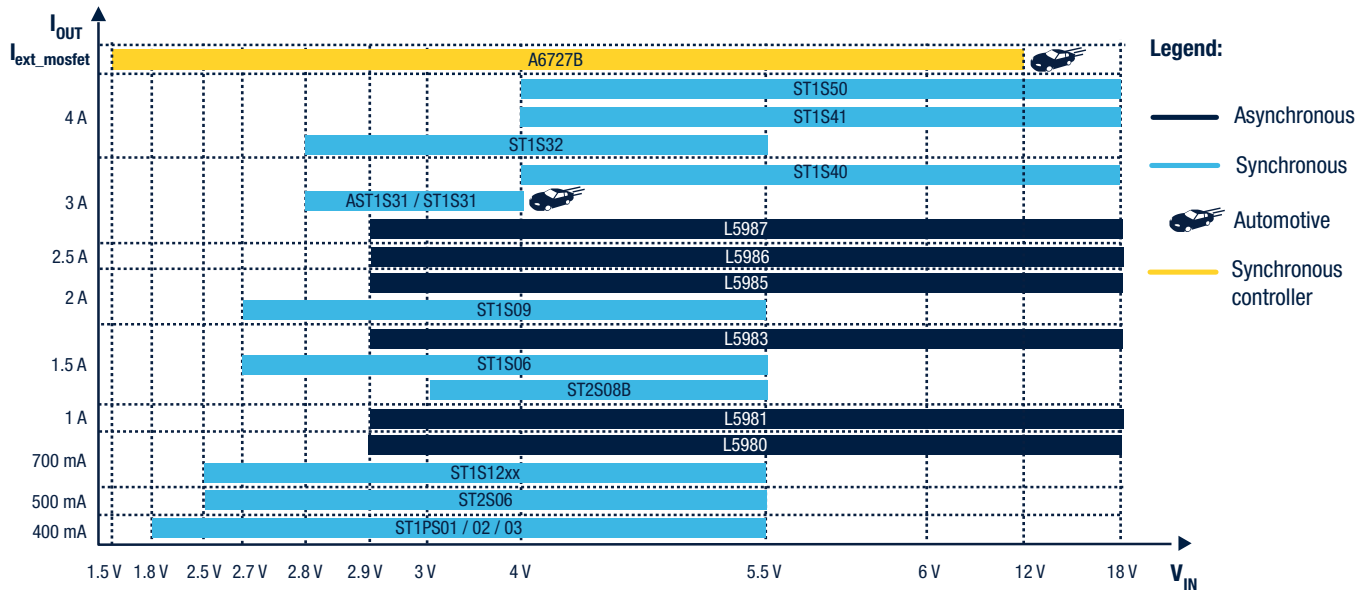 I_OUT
I_ext_mosfet
A6727B
Legend:
ST1S50
4 A
ST1S41
Asynchronous
ST1S32
Synchronous
ST1S40
3 A
AST1S31 / ST1S31
Automotive
L5987
2.5 A
L5986
Synchronous
controller
L5985
2 A
ST1S09
L5983
1.5 A
ST1S06
ST2S08B
1 A
L5981
L5980
700 mA
ST1S12xx
500 mA
ST2S06
400 mA
ST1PS01 / 02 / 03
1.5 V 1.8 V 2.5 V 2.7 V 2.8 V 2.9 V 3 V 4 V 5.5 V 6 V 12 V 18 V V_IN